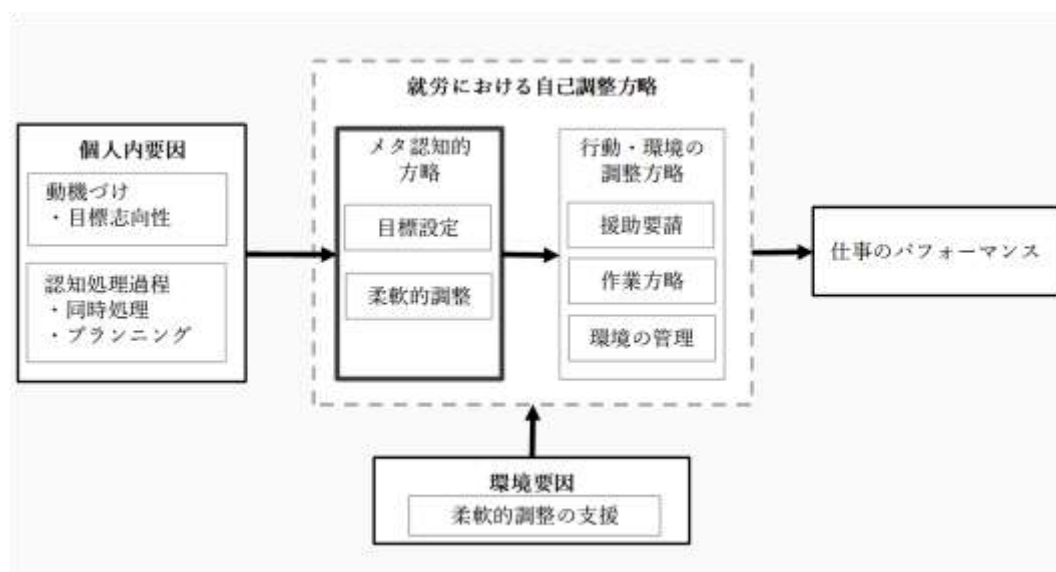 就労における自己調整方略
個人内要因
動機づけ
・目標志向性
認知処理過程
・同時処理
・プランニング
メタ認知的
方略
目標設定
柔軟的調整
行動・環境の
調整方略
援助要請
作業方略
環境の管理
仕事のパフォーマンス
環境要因
柔軟的調整の支援